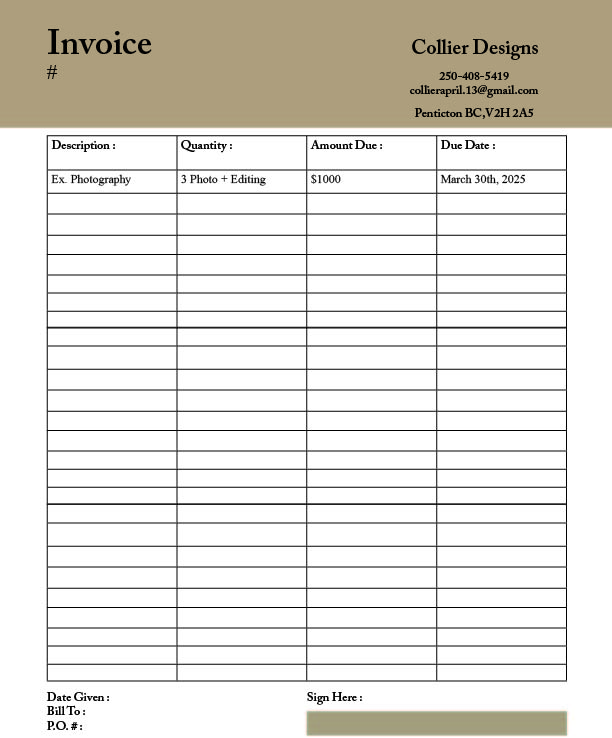 Invoice
#
Collier Designs
250-408-5419
collierapril.13@gmail.com
Penticton BC,V2H 2A5
Description : Quantity : Amount Due : Due Date :
Ex. Photography 3 Photo + Editing $1000 March 30th, 2025
Date Given : Sign Here :
Bill To :
P.O. # :